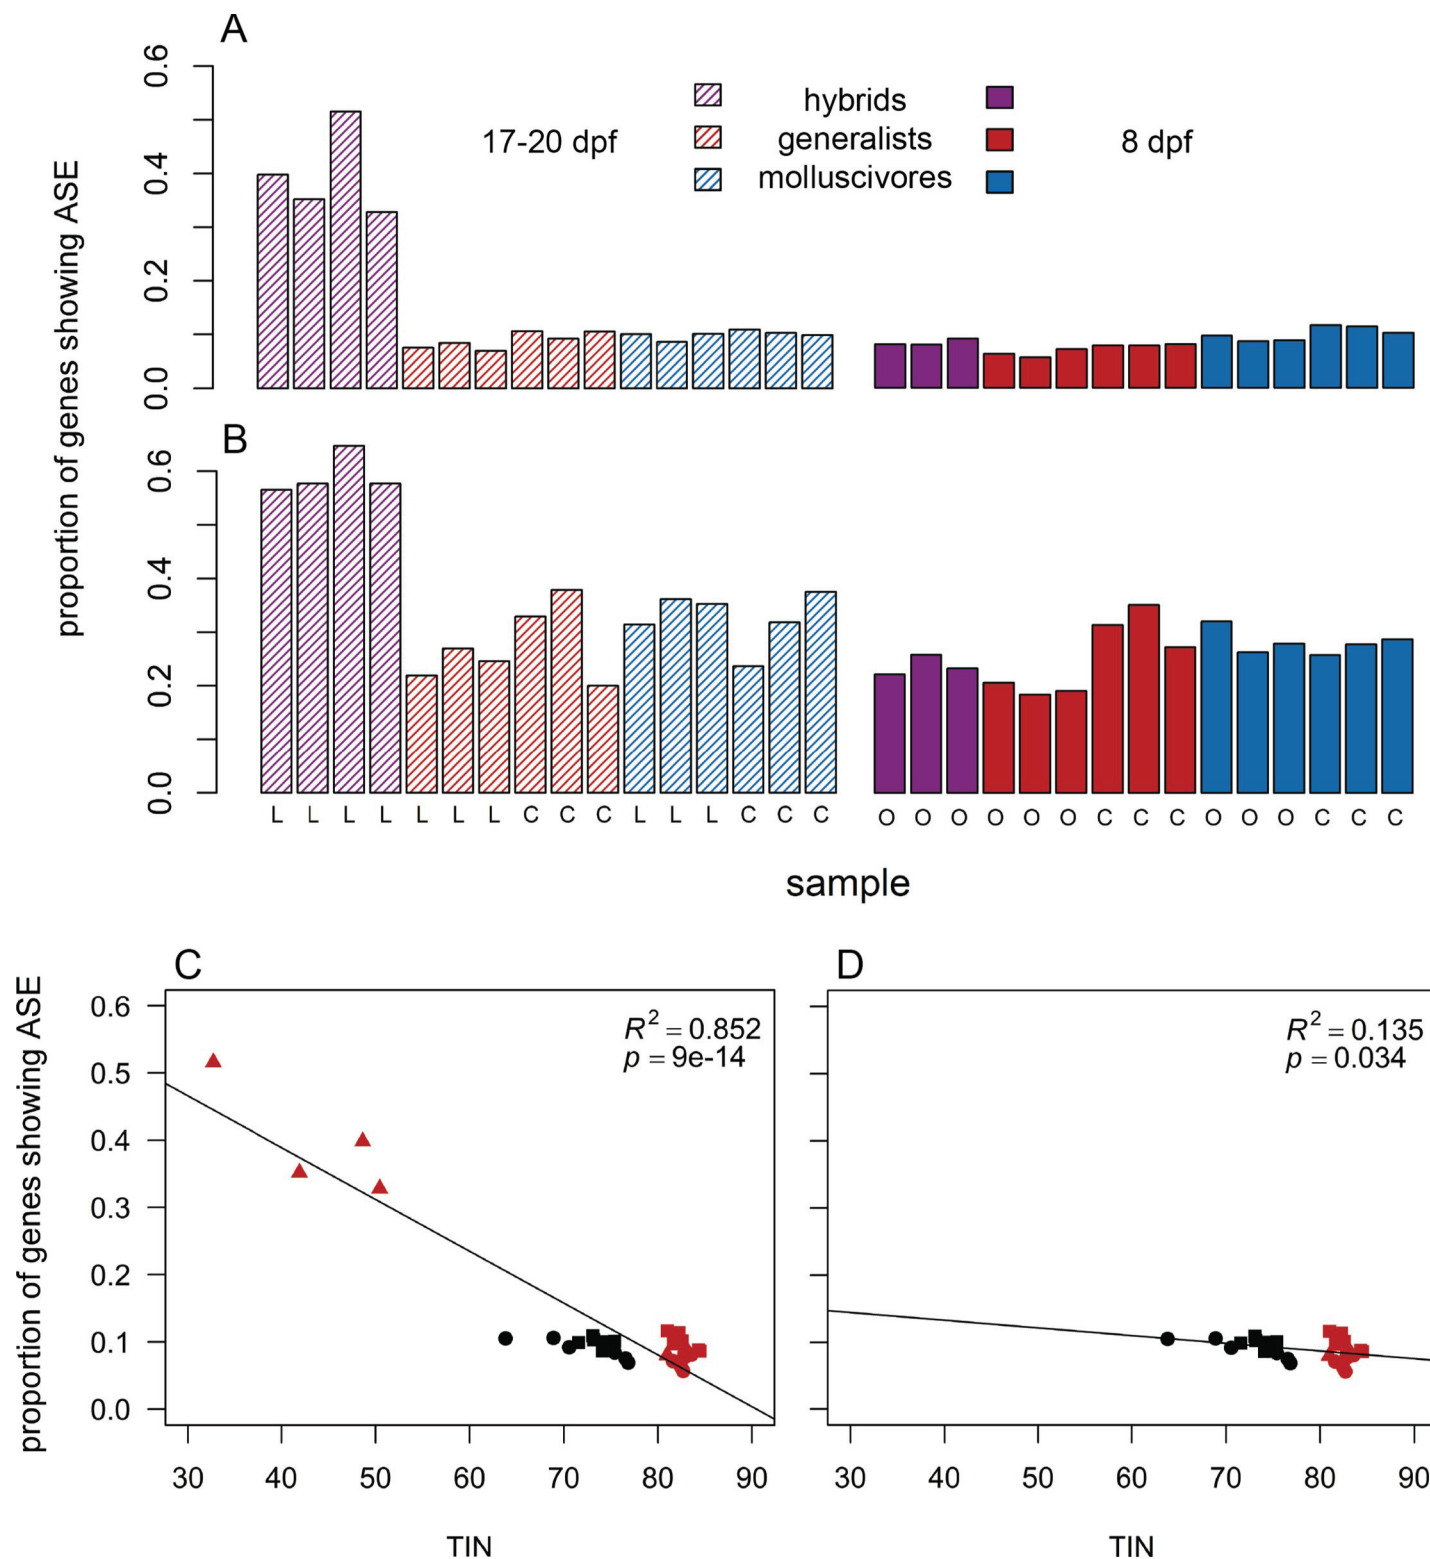 A
0.6
0.4
0.2
0.0
17-20 dpf
hybrids
generalists
molluscivores
8 dpf
proportion of genes showing ASE
B
0.6
0.4
0.2
0.0
L L L L L L L C C C L L L C C C O O O O O O C C C O O O C C C
sample
C
proportion of genes showing ASE
0.6
0.5
0.4
0.3
0.2
0.1
0.0
R² = 0.852
p = 9e-14
30 40 50 60 70 80 90
TIN
D
R² = 0.135
p = 0.034
30 40 50 60 70 80 90
TIN